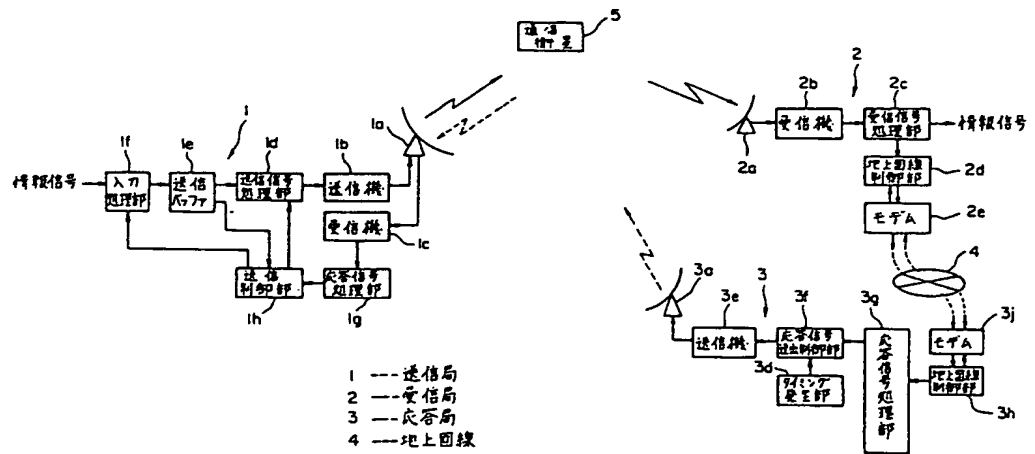 通信
衛星
5
1
1f
1e
1d
1b
1a
情報信号
入力
処理部
送信
バッファ
送信信号
処理部
送信機
受信機
1c
送信
制御部
1h
応答信号
処理部
1g
2
2a
2b
受信機
2c
受信信号
処理部
情報信号
地上回線
制御部
2d
モデム
2e
4
3a
3
3e
送信機
3f
応答信号
送出制御部
3d
タイミング
発生部
3g
応答信号処理部
3j
モデム
地上回線
制御部
3h
1 --- 送信局
2 --- 受信局
3 --- 応答局
4 --- 地上回線